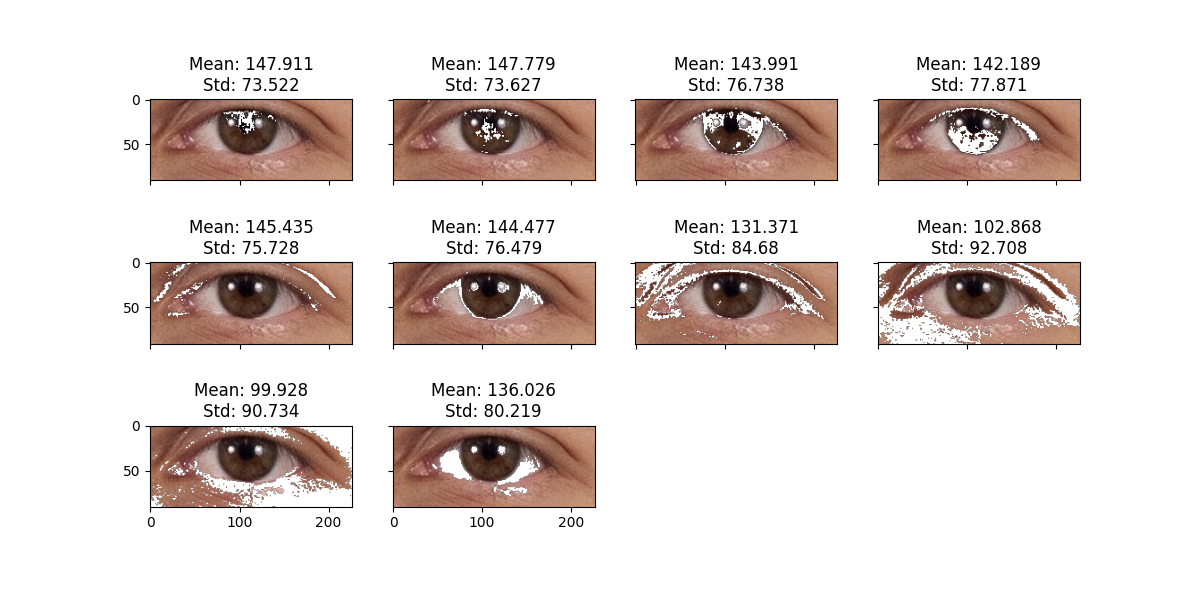 Mean: 147.911
Std: 73.522
Mean: 147.779
Std: 73.627
Mean: 143.991
Std: 76.738
Mean: 142.189
Std: 77.871
0
50
Mean: 145.435
Std: 75.728
Mean: 144.477
Std: 76.479
Mean: 131.371
Std: 84.68
Mean: 102.868
Std: 92.708
0
50
Mean: 99.928
Std: 90.734
Mean: 136.026
Std: 80.219
0
50
0 100 200
0 100 200